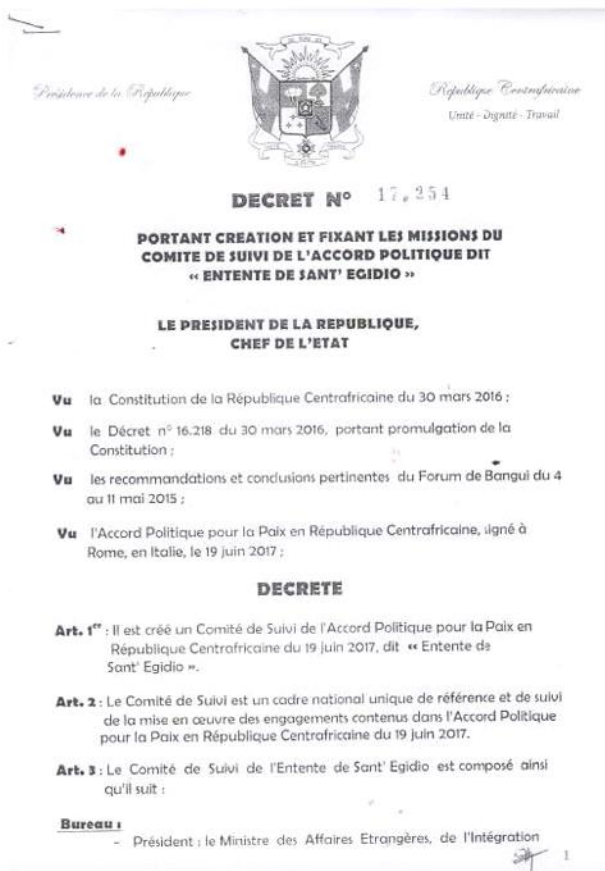 Présidence de la République
République Centrafricaine
Unité - Dignité - Travail
DECRET N° 17.254
PORTANT CREATION ET FIXANT LES MISSIONS DU
COMITE DE SUIVI DE L'ACCORD POLITIQUE DIT
« ENTENTE DE SANT' EGIDIO »
LE PRESIDENT DE LA REPUBLIQUE,
CHEF DE L'ETAT
Vu la Constitution de la République Centrafricaine du 30 mars 2016 ;
Vu le Décret n° 16.218 du 30 mars 2016, portant promulgation de la
Constitution ;
Vu les recommandations et conclusions pertinentes du Forum de Bangui du 4
au 11 mai 2015 ;
Vu l'Accord Politique pour la Paix en République Centrafricaine, signé à
Rome, en Italie, le 19 juin 2017 ;
DECRETE
Art. 1er : Il est créé un Comité de Suivi de l'Accord Politique pour la Paix en
République Centrafricaine du 19 juin 2017, dit « Entente de
Sant' Egidio ».
Art. 2 : Le Comité de Suivi est un cadre national unique de référence et de suivi
de la mise en œuvre des engagements contenus dans l'Accord Politique
pour la Paix en République Centrafricaine du 19 juin 2017.
Art. 3 : Le Comité de Suivi de l'Entente de Sant' Egidio est composé ainsi
qu'il suit :
Bureau :
- Président : le Ministre des Affaires Etrangères, de l'Intégration
1